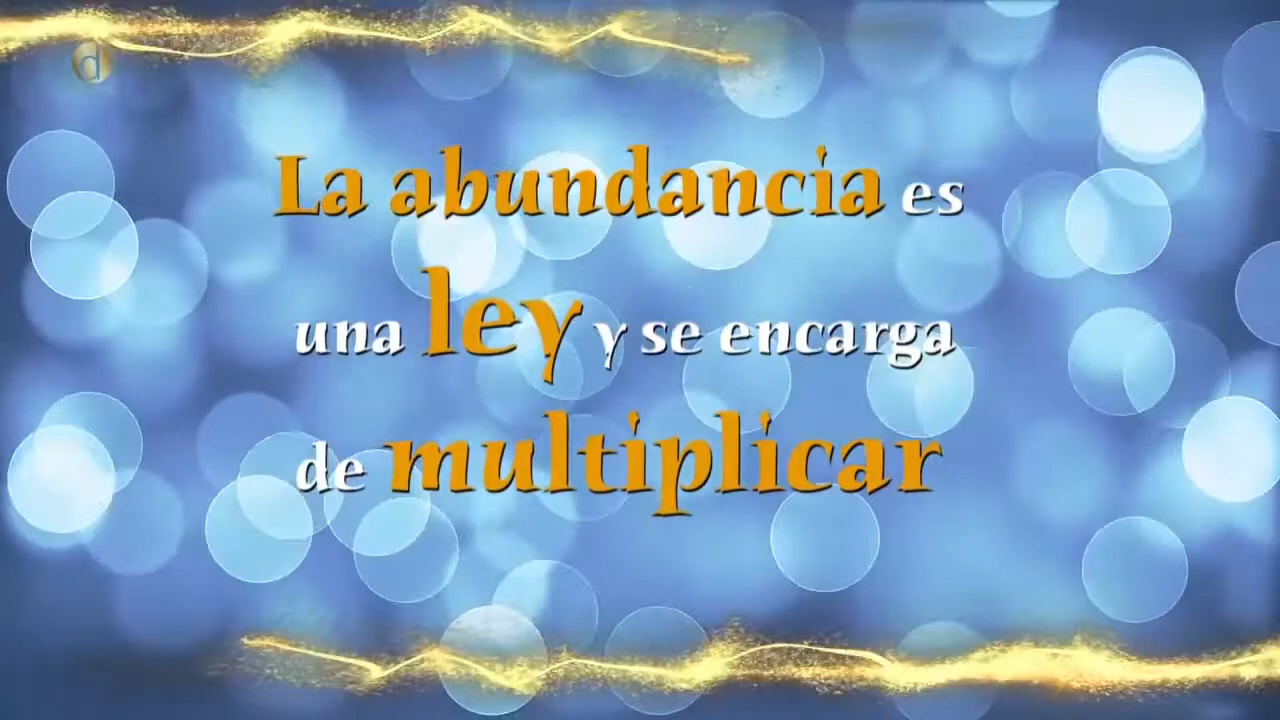 d
La abundancia es
una ley y se encarga
de multiplicar